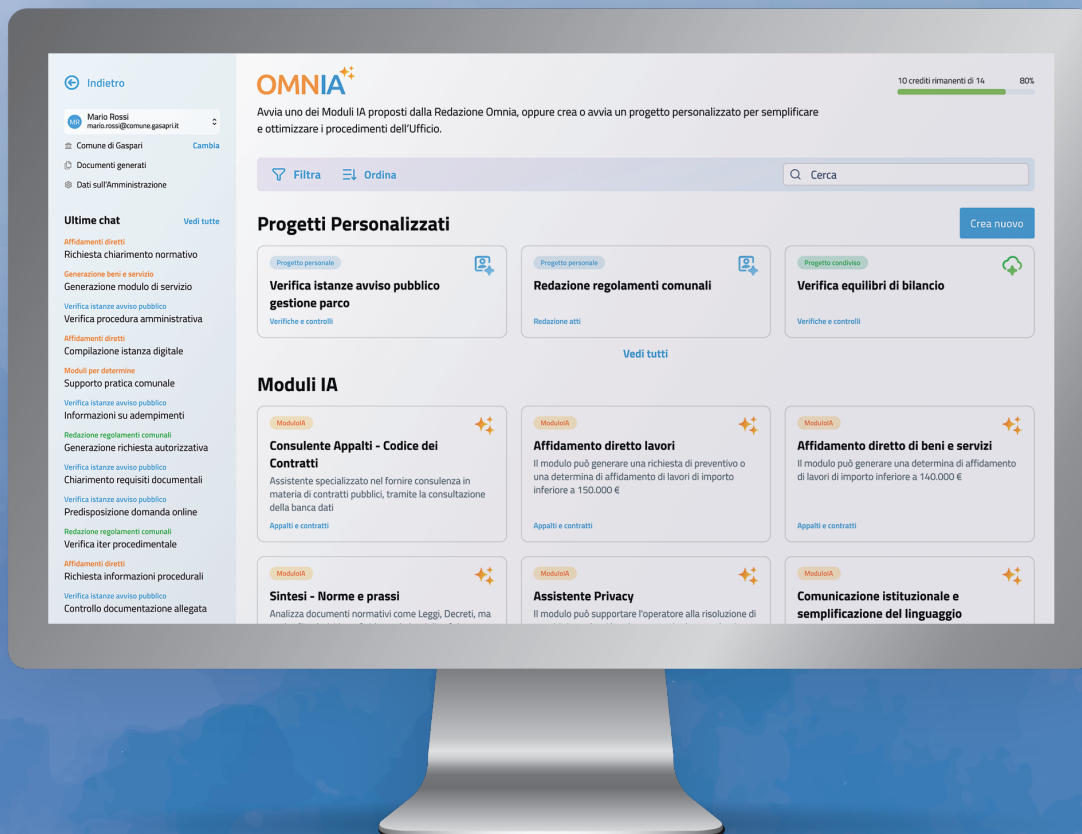 Indietro
MR
Mario Rossi
mario.rossi@comune.gasapri.it
Comune di Gaspari
Cambia
Documenti generati
Dati sull'Amministrazione
Ultime chat
Vedi tutte
Affidamenti diretti
Richiesta chiarimento normativo
Generazione beni e servizio
Generazione modulo di servizio
Verifica istanze avviso pubblico
Verifica procedura amministrativa
Affidamenti diretti
Compilazione istanza digitale
Moduli per determine
Supporto pratica comunale
Verifica istanze avviso pubblico
Informazioni su adempimenti
Redazione regolamenti comunali
Generazione richiesta autorizzativa
Verifica istanze avviso pubblico
Chiarimento requisiti documentali
Verifica istanze avviso pubblico
Predisposizione domanda online
Redazione regolamenti comunali
Verifica iter procedimentale
Affidamenti diretti
Richiesta informazioni procedurali
Verifica istanze avviso pubblico
Controllo documentazione allegata
OMNIA
10 crediti rimanenti di 14
80%
Avvia uno dei Moduli IA proposti dalla Redazione Omnia, oppure crea o avvia un progetto personalizzato per semplificare
e ottimizzare i procedimenti dell'Ufficio.
Filtra
Ordina
Cerca
Progetti Personalizzati
Crea nuovo
Progetto personale
Verifica istanze avviso pubblico
gestione parco
Verifiche e controlli
Progetto personale
Redazione regolamenti comunali
Redazione atti
Progetto condiviso
Verifica equilibri di bilancio
Verifiche e controlli
Vedi tutti
Moduli IA
ModuloIA
Consulente Appalti - Codice dei
Contratti
Assistente specializzato nel fornire consulenza in
materia di contratti pubblici, tramite la consultazione
della banca dati
Appalti e contratti
ModuloIA
Affidamento diretto lavori
Il modulo può generare una richiesta di preventivo o
una determina di affidamento di lavori di importo
inferiore a 150.000 €
Appalti e contratti
ModuloIA
Affidamento diretto di beni e servizi
Il modulo può generare una determina di affidamento
di lavori di importo inferiore a 140.000 €
Appalti e contratti
ModuloIA
Sintesi - Norme e prassi
Analizza documenti normativi come Leggi, Decreti, ma
ModuloIA
Assistente Privacy
Il modulo può supportare l'operatore alla risoluzione di
ModuloIA
Comunicazione istituzionale e
semplificazione del linguaggio